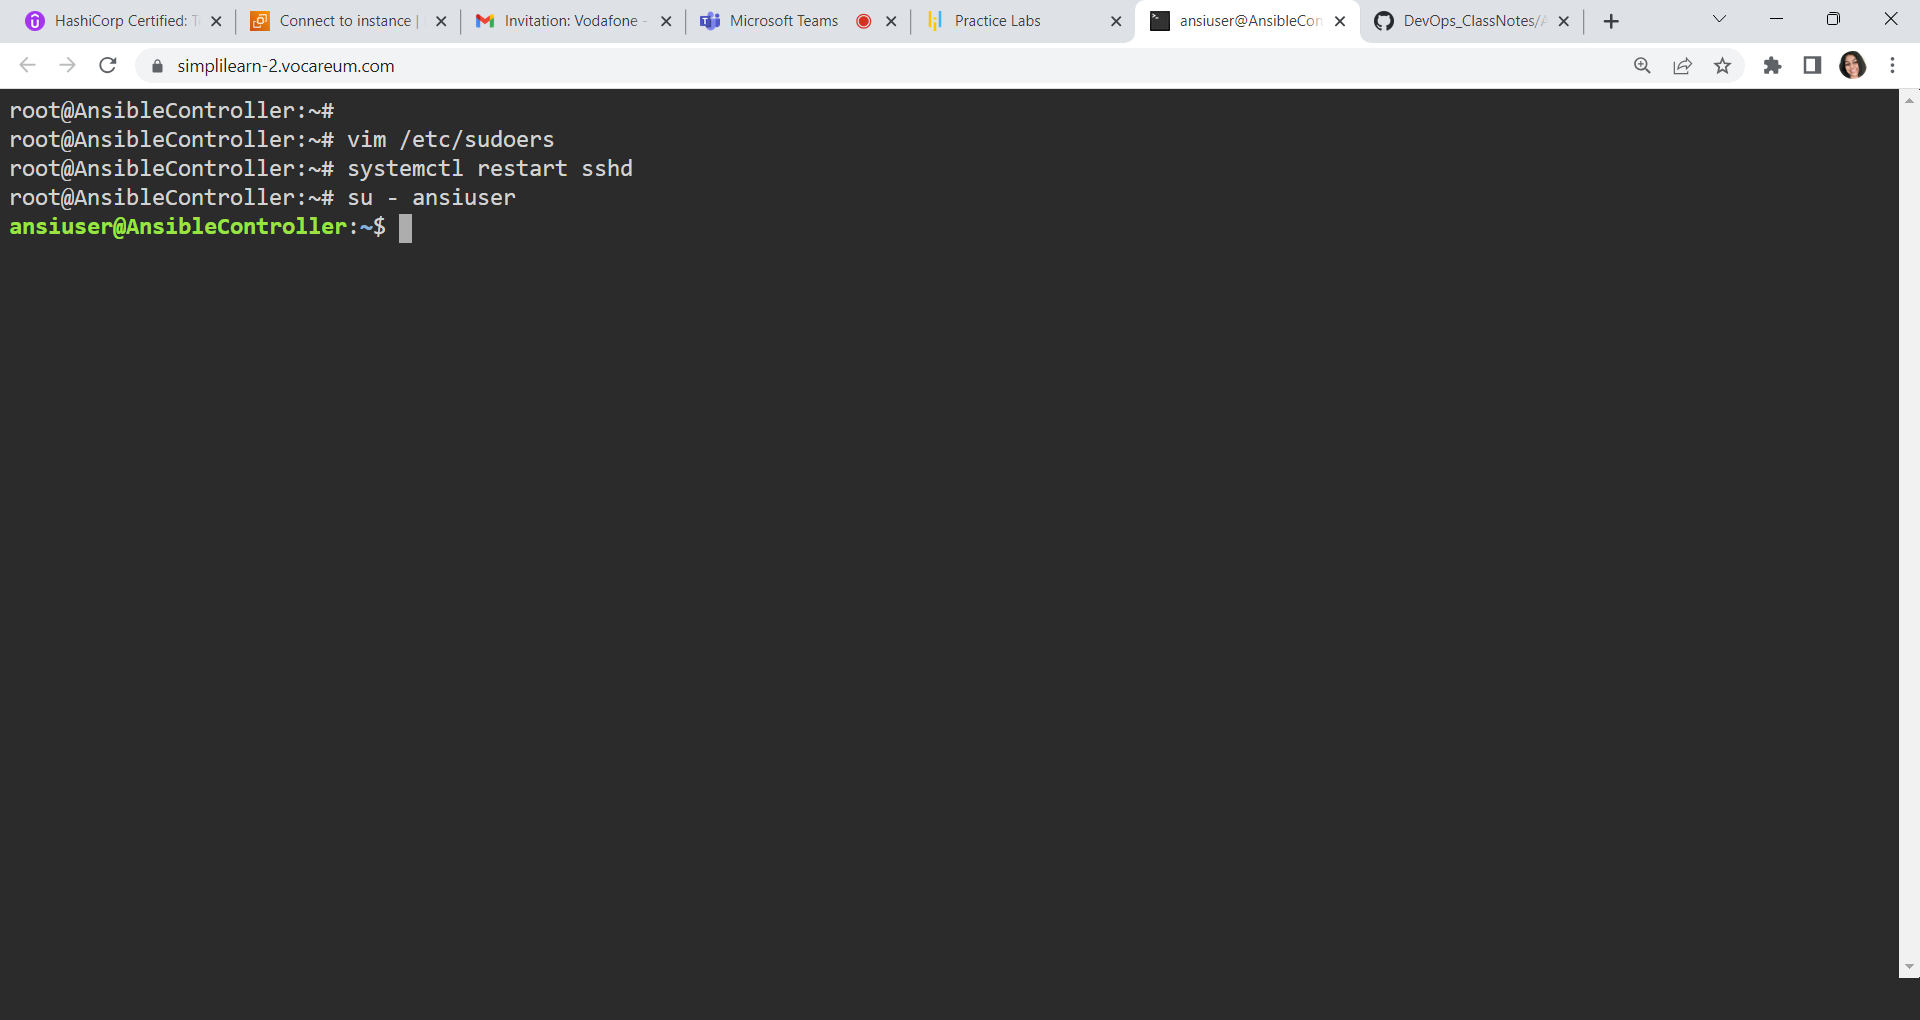 HashiCorp Certified: T
Connect to instance |
Invitation: Vodafone -
Microsoft Teams
Practice Labs
ansiuser@AnsibleCon
DevOps_ClassNotes/A
simplilearn-2.vocareum.com
root@AnsibleController:~#
root@AnsibleController:~# vim /etc/sudoers
root@AnsibleController:~# systemctl restart sshd
root@AnsibleController:~# su - ansiuser
ansiuser@AnsibleController:~$